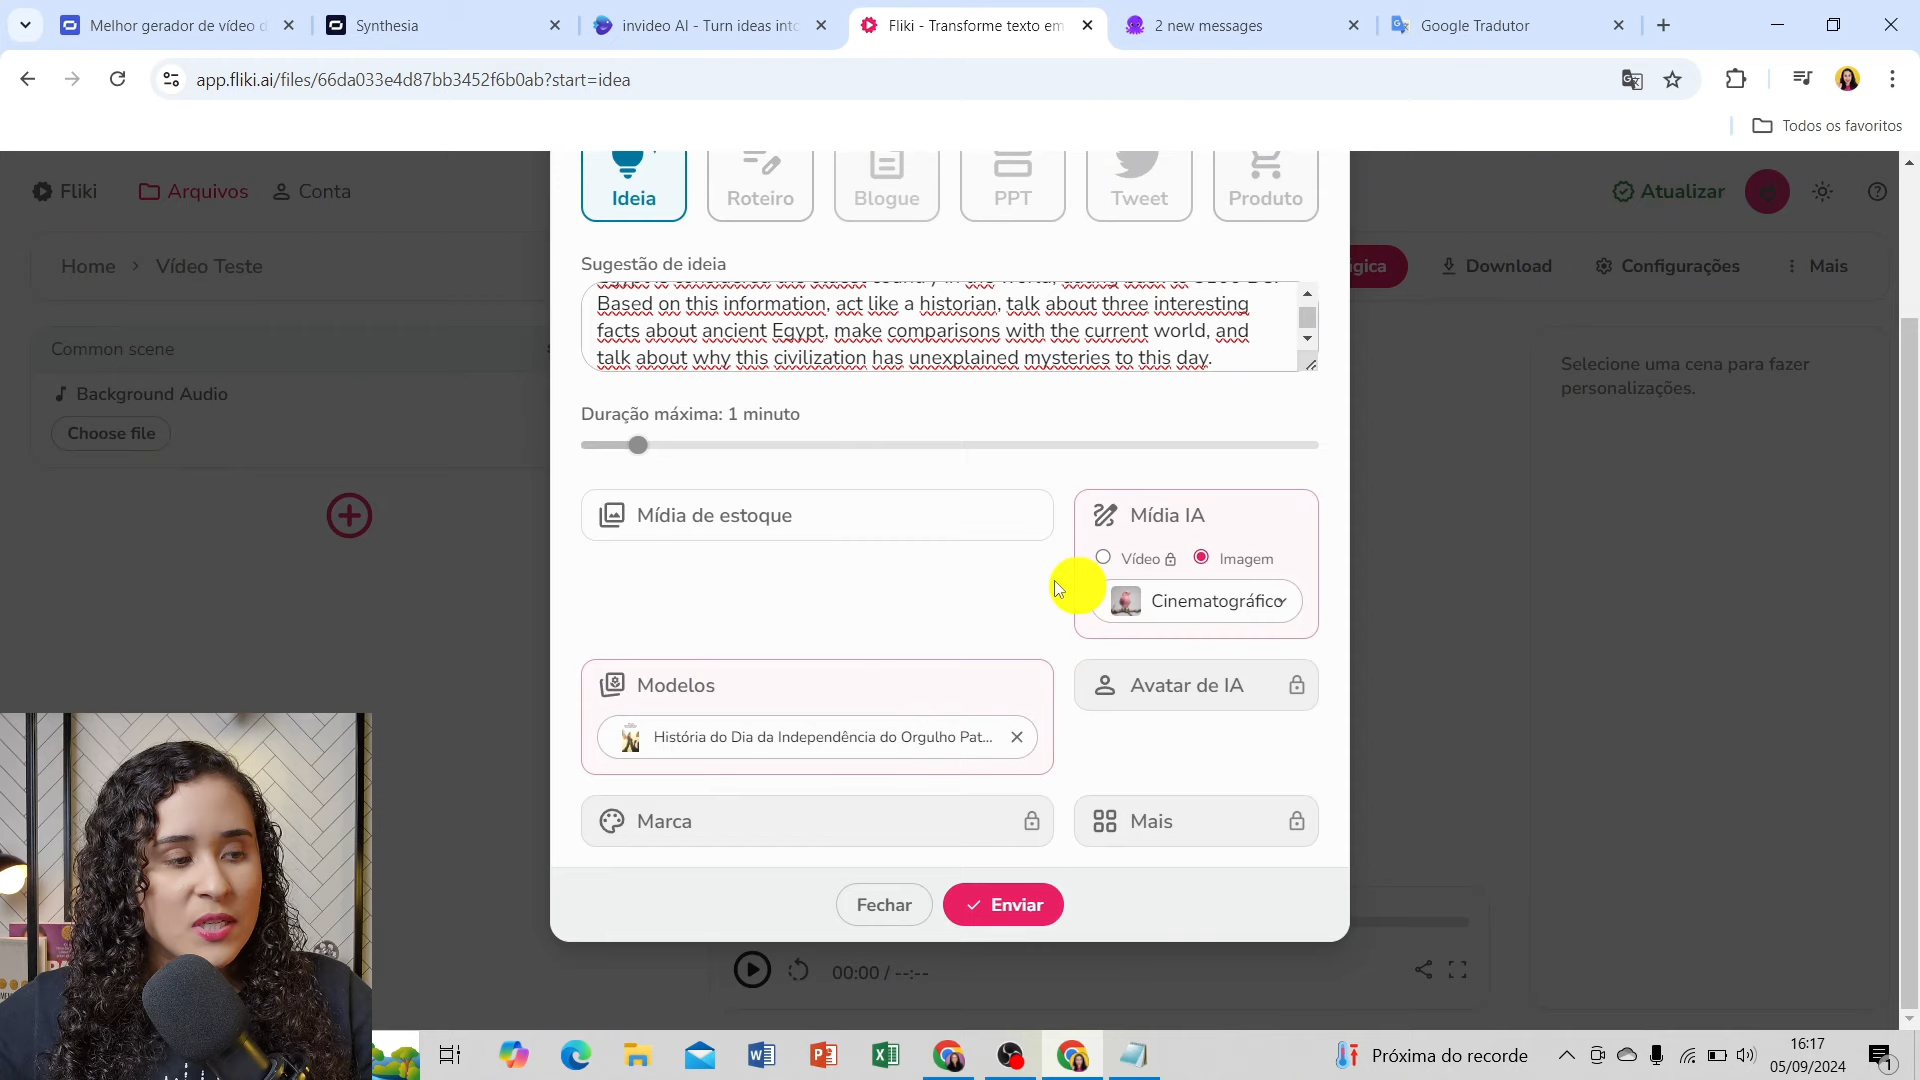 Melhor gerador de vídeo d
Synthesia
invideo AI - Turn ideas into
Fliki - Transforme texto em
2 new messages
Google Tradutor
app.fliki.ai/files/66da033e4d87bb3452f6b0ab?start=idea
Todos os favoritos
Fliki
Arquivos
Conta
Atualizar
Ideia
Roteiro
Blogue
PPT
Tweet
Produto
Home
Vídeo Teste
Download
Configurações
Mais
Sugestão de ideia
Based on this information, act like a historian, talk about three interesting
facts about ancient Egypt, make comparisons with the current world, and
talk about why this civilization has unexplained mysteries to this day.
Common scene
Background Audio
Choose file
Selecione uma cena para fazer
personalizações.
Duração máxima: 1 minuto
Mídia de estoque
Mídia IA
Vídeo
Imagem
Cinematográfico
Modelos
História do Dia da Independência do Orgulho Pat...
Avatar de IA
Marca
Mais
Fechar
Enviar
00:00 / --:--
Próxima do recorde
16:17
05/09/2024
1